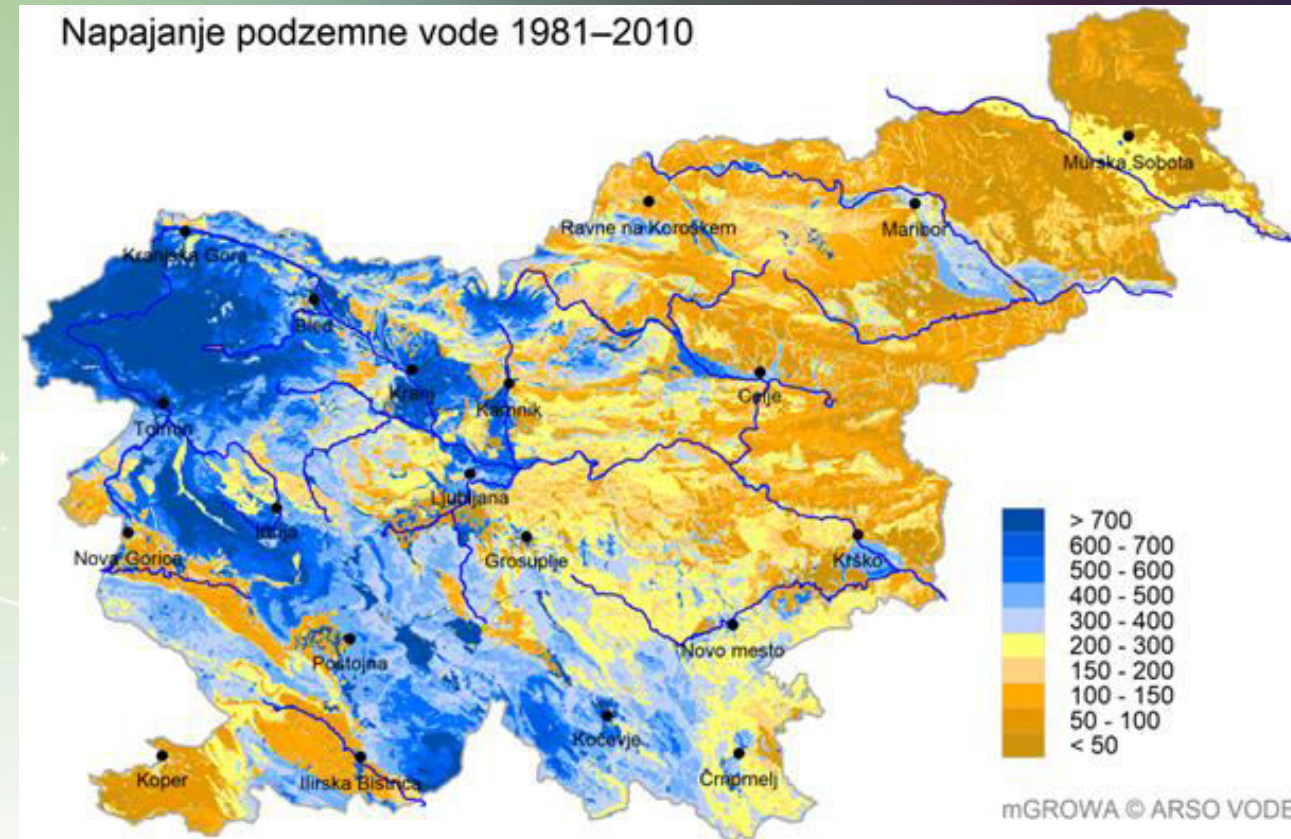 Napajanje podzemne vode 1981–2010
Murska Sobota
Ravne na Koroškem
Maribor
Kranjska Gora
Bled
Kranj
Kamnik
Celje
Tolmin
Ljubljana
Idrija
Nova Gorica
Grosuplje
Krško
Postojna
Novo mesto
Kočevje
Koper
Ilirska Bistrica
Črnomelj
> 700
600 - 700
500 - 600
400 - 500
300 - 400
200 - 300
150 - 200
100 - 150
50 - 100
< 50
mGROWA © ARSO VODE